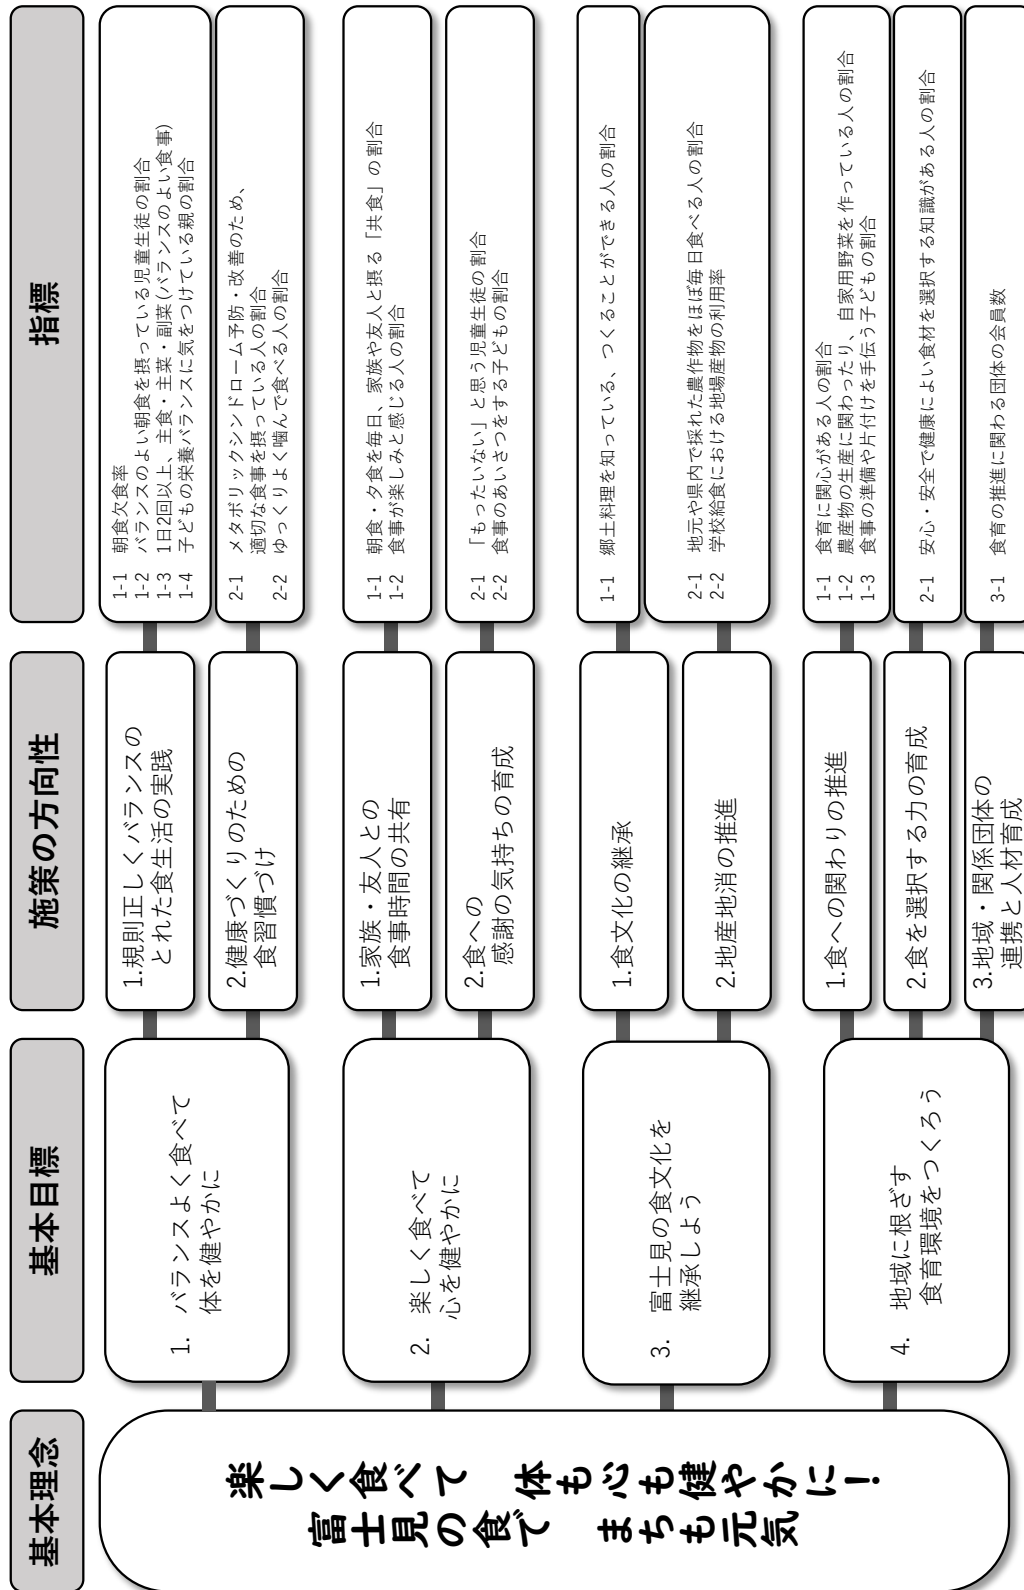 基本理念
基本目標
施策の方向性
指標
楽しく食べて　体も心も健やかに！
富士見の食で　まちも元気
1.　バランスよく食べて
体を健やかに
1.規則正しくバランスの
とれた食生活の実践
1-1　朝食欠食率
1-2　バランスのよい朝食を摂っている児童生徒の割合
1-3　1日2回以上、主食・主菜・副菜(バランスのよい食事)
1-4　子どもの栄養バランスに気をつけている親の割合
2.健康づくりのための
食習慣づけ
2-1　メタボリックシンドローム予防・改善のため、
適切な食事を摂っている人の割合
2-2　ゆっくりよく噛んで食べる人の割合
2.　楽しく食べて
心を健やかに
1.家族・友人との
食事時間の共有
1-1　朝食・夕食を毎日、家族や友人と摂る「共食」の割合
1-2　食事が楽しみと感じる人の割合
2.食への
感謝の気持ちの育成
2-1　「もったいない」と思う児童生徒の割合
2-2　食事のあいさつをする子どもの割合
3.　富士見の食文化を
継承しよう
1.食文化の継承
1-1　郷土料理を知っている、つくることができる人の割合
2.地産地消の推進
2-1　地元や県内で採れた農作物をほぼ毎日食べる人の割合
2-2　学校給食における地場産物の利用率
4.　地域に根ざす
食育環境をつくろう
1.食への関わりの推進
1-1　食育に関心がある人の割合
1-2　農産物の生産に関わったり、自家用野菜を作っている人の割合
1-3　食事の準備や片付けを手伝う子どもの割合
2.食を選択する力の育成
2-1　安心・安全で健康によい食材を選択する知識がある人の割合
3.地域・関係団体の
連携と人材育成
3-1　食育の推進に関わる団体の会員数